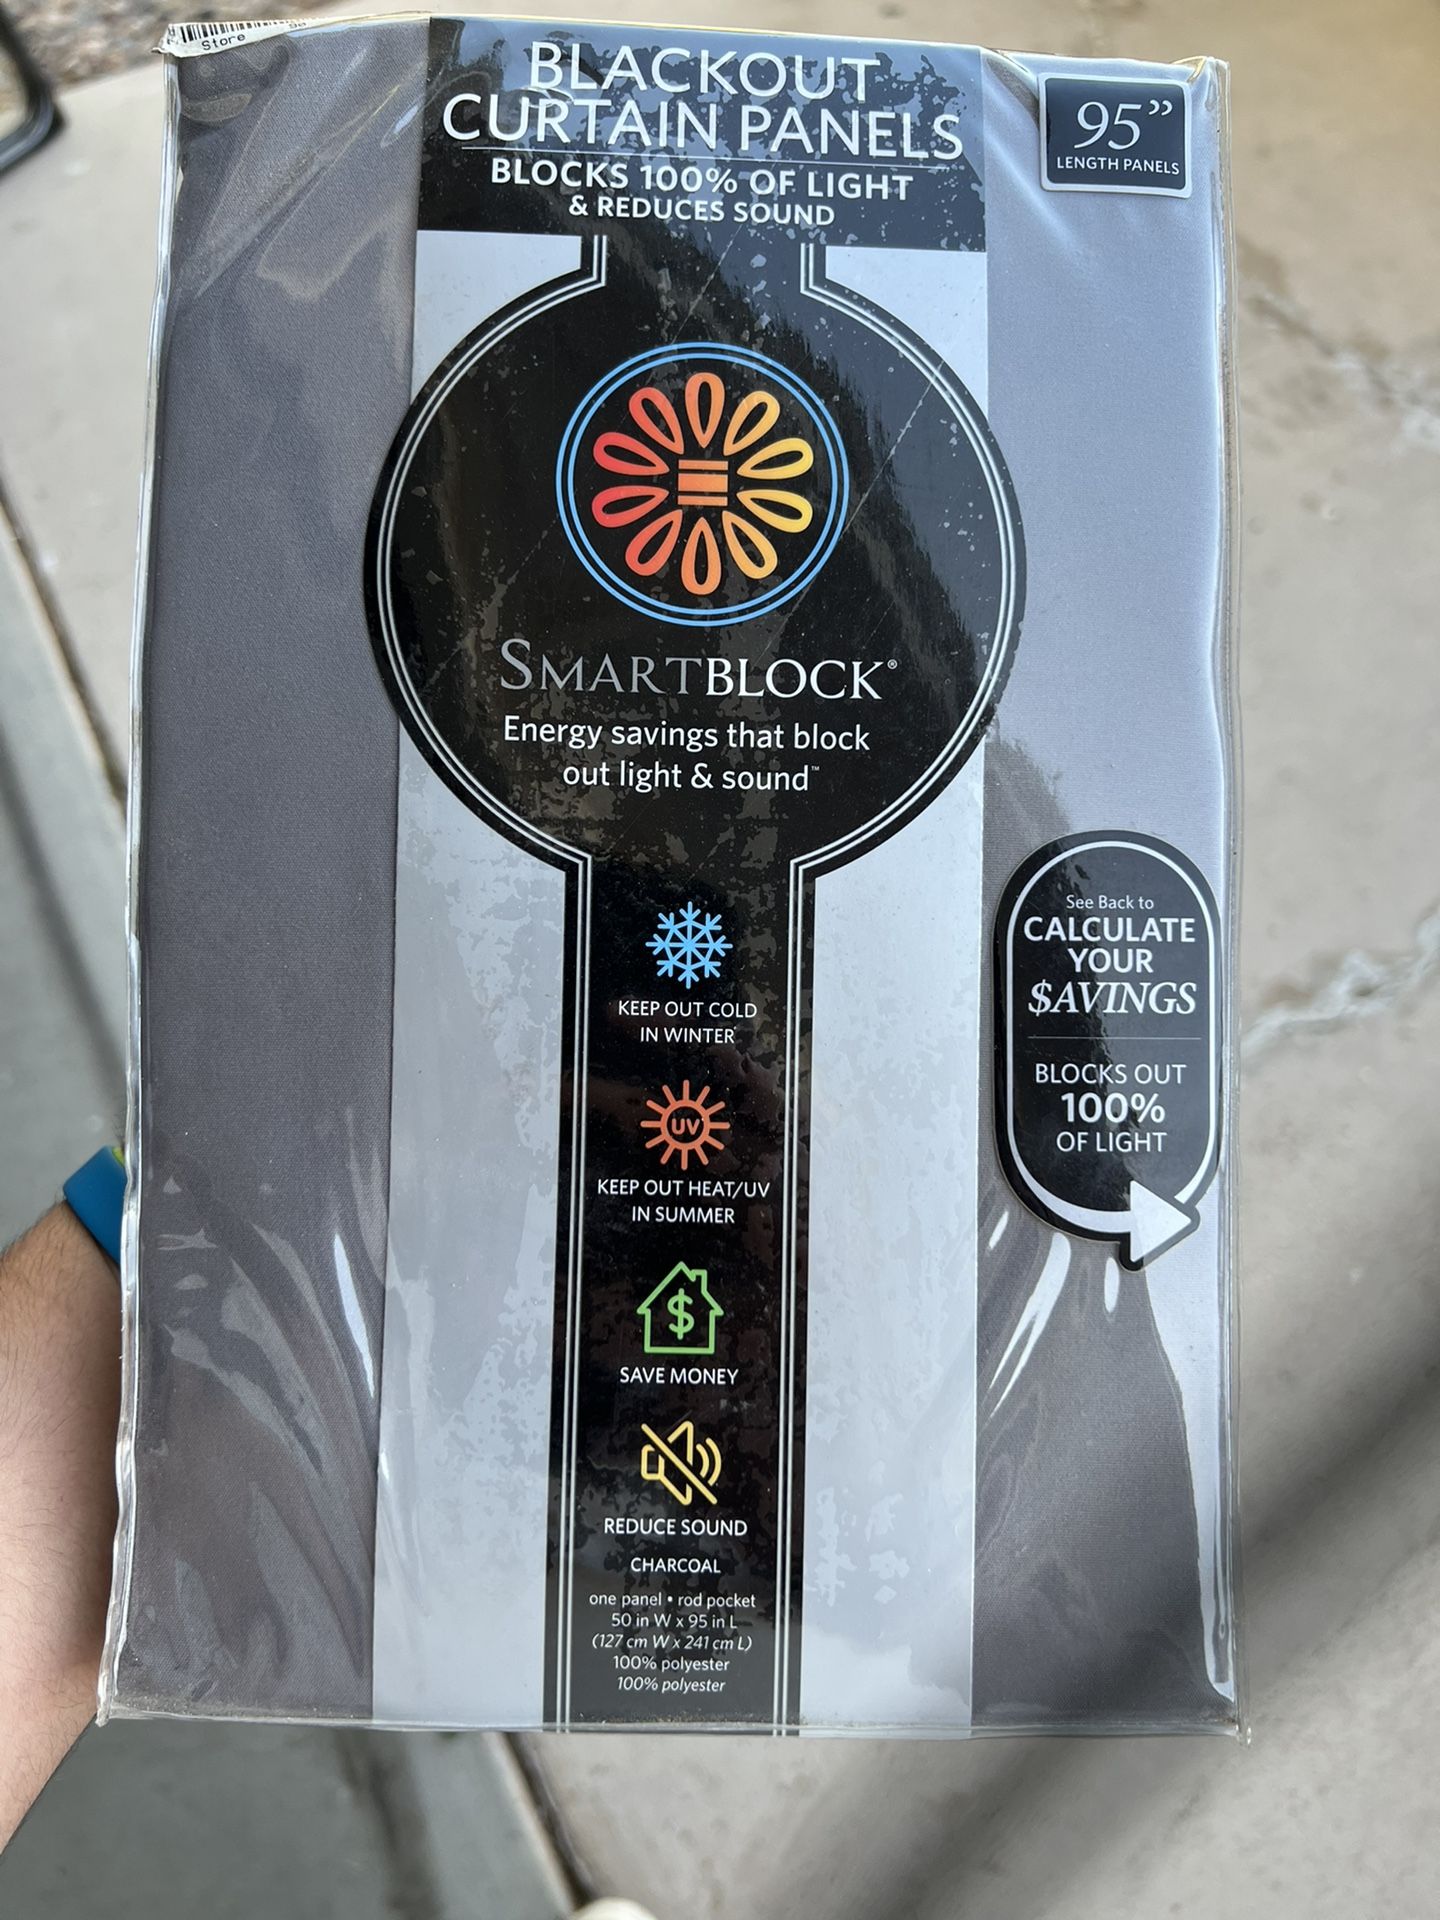 Store
BLACKOUT
CURTAIN PANELS
BLOCKS 100% OF LIGHT
& REDUCES SOUND
95”
LENGTH PANELS
SMARTBLOCK®
Energy savings that block
out light & sound™
See Back to
CALCULATE
YOUR
$AVINGS
BLOCKS OUT
100%
OF LIGHT
KEEP OUT COLD
IN WINTER
UV
KEEP OUT HEAT/UV
IN SUMMER
$
SAVE MONEY
REDUCE SOUND
CHARCOAL
one panel • rod pocket
50 in W x 95 in L
(127 cm W x 241 cm L)
100% polyester
100% polyester